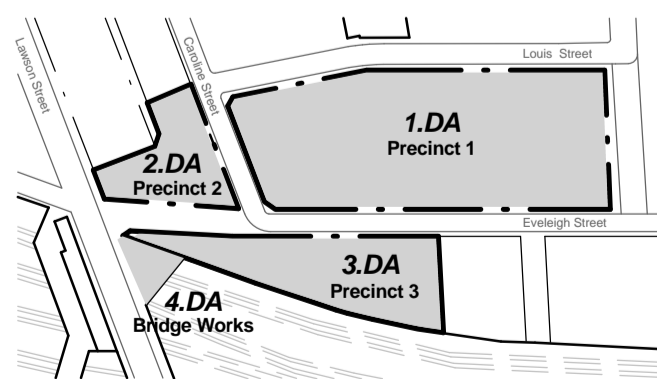 Lawson Street
Caroline Street
Louis Street
1.DA
Precinct 1
2.DA
Precinct 2
Eveleigh Street
3.DA
Precinct 3
4.DA
Bridge Works